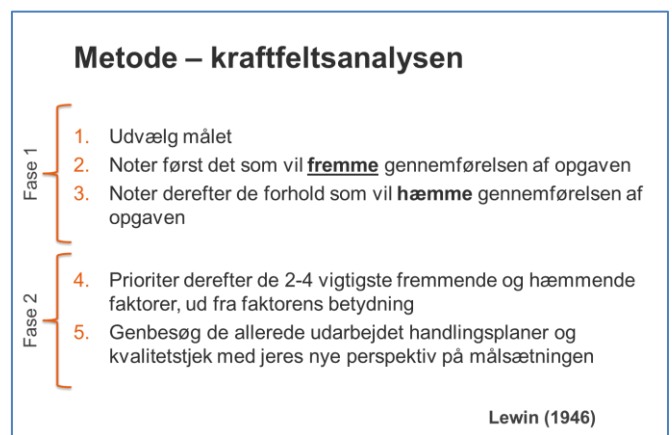 Metode – kraftfeltsanalysen
Fase 1
1. Udvælg målet
2. Noter først det som vil fremme gennemførelsen af opgaven
3. Noter derefter de forhold som vil hæmme gennemførelsen af
opgaven
Fase 2
4. Prioriter derefter de 2-4 vigtigste fremmende og hæmmende
faktorer, ud fra faktorens betydning
5. Genbesøg de allerede udarbejdet handlingsplaner og
kvalitetstjek med jeres nye perspektiv på målsætningen
Lewin (1946)